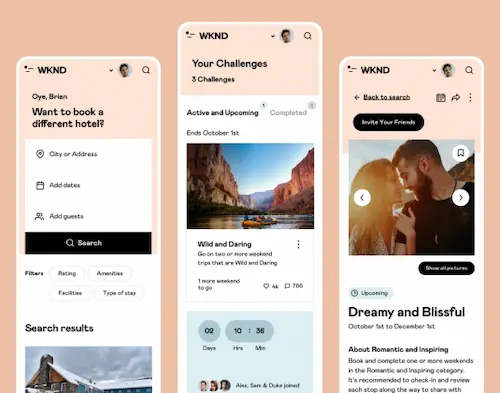 WKND
Oye, Brian
Want to book a
different hotel?
City or Address
Add dates
Add guests
Search
Filters
Rating
Amenities
Facilities
Type of stay
Search results
WKND
Your Challenges
3 Challenges
Active and Upcoming
1
Completed
Ends October 1st
Wild and Daring
Go on two or more weekend
trips that are Wild and Daring
1 more weekend
to go
4k
766
02
10 : 36
Days
Hrs
Min
Alex, Sam & Duke joined
WKND
Back to search
Invite Your Friends
Show all pictures
Upcoming
Dreamy and Blissful
October 1st to December 1st
About Romantic and Inspiring
Book and complete one or more weekends
in the Romantic and Inspiring category.
It's recommended to check-in and review
each stop along the way to share with